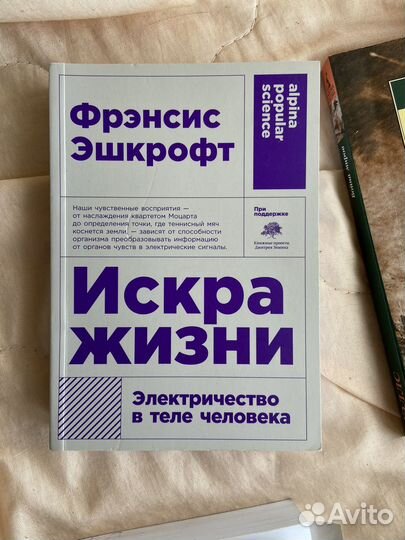 Фрэнсис
Эшкрофт
alpina
popular
science
Наши чувственные восприятия —
от наслаждения квартетом Моцарта
до определения точки, где теннисный мяч
коснется земли, — зависят от способности
организма преобразовывать информацию
от органов чувств в электрические сигналы.
При
поддержке
Книжные проекты
Дмитрия Зимина
Искра
жизни
Электричество
в теле человека
Avito